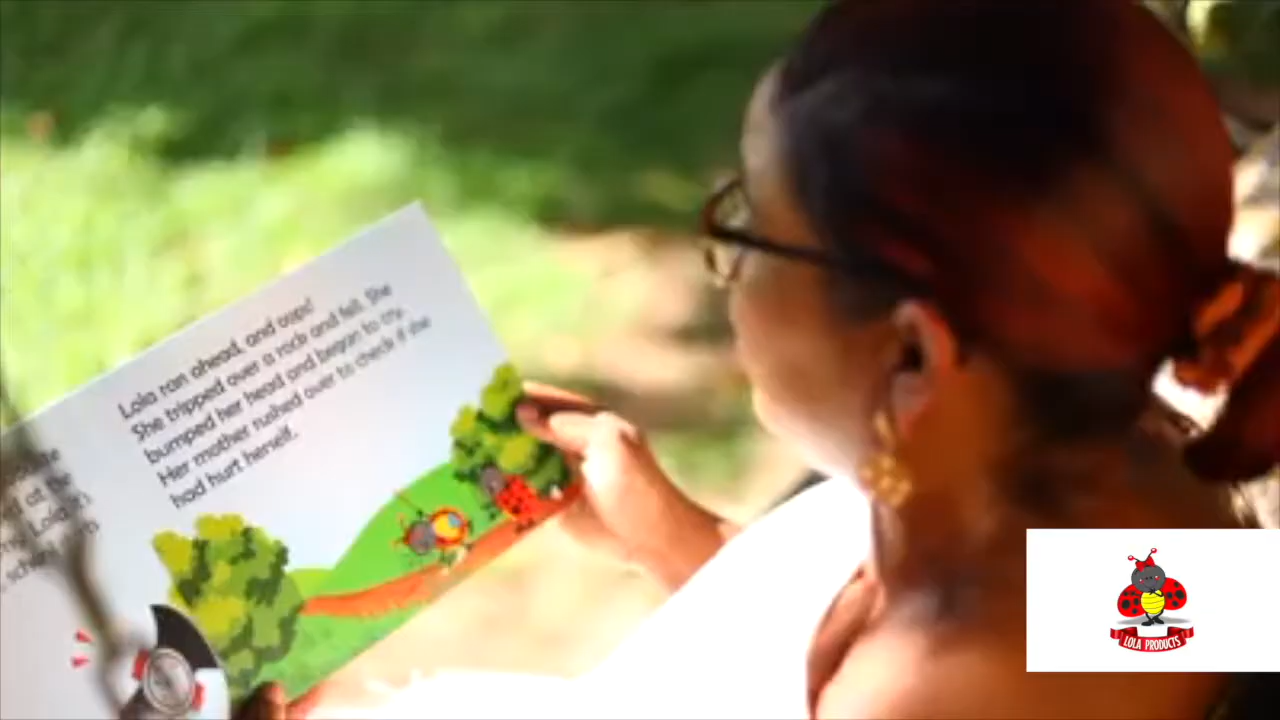 Lola ran ahead, and oops!
She tripped over a rock and fell. She
bumped her head and began to cry.
Her mother rushed over to check if she
had hurt herself.
LOLA PRODUCTS